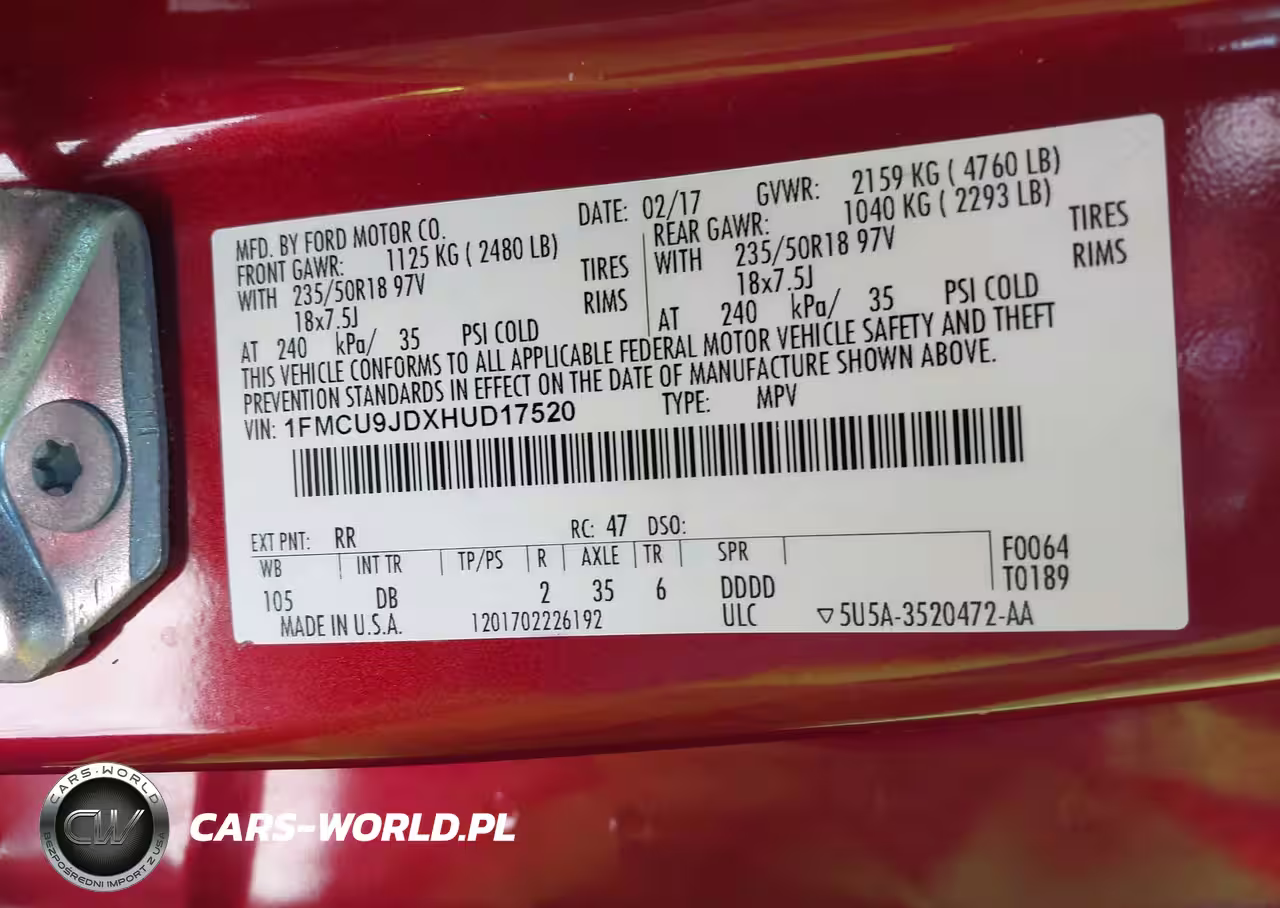 MFD. BY FORD MOTOR CO.
DATE: 02/17 GVWR: 2159 KG ( 4760 LB)
FRONT GAWR: 1125 KG ( 2480 LB)
WITH 235/50R18 97V TIRES
18x7.5J RIMS
AT 240 kPa/ 35 PSI COLD
REAR GAWR: 1040 KG ( 2293 LB)
WITH 235/50R18 97V TIRES
18x7.5J RIMS
AT 240 kPa/ 35 PSI COLD
THIS VEHICLE CONFORMS TO ALL APPLICABLE FEDERAL MOTOR VEHICLE SAFETY AND THEFT
PREVENTION STANDARDS IN EFFECT ON THE DATE OF MANUFACTURE SHOWN ABOVE.
VIN: 1FMCU9JDXHUD17520 TYPE: MPV
EXT PNT: RR RC: 47 DSO:
WB INT TR TP/PS R AXLE TR SPR F0064
105 DB 2 35 6 DDDD T0189
MADE IN U.S.A. 1201702226192 ULC ▽5U5A-3520472-AA
CARS-WORLD
CW
BEZPOŚREDNI IMPORT Z USA
CARS-WORLD.PL